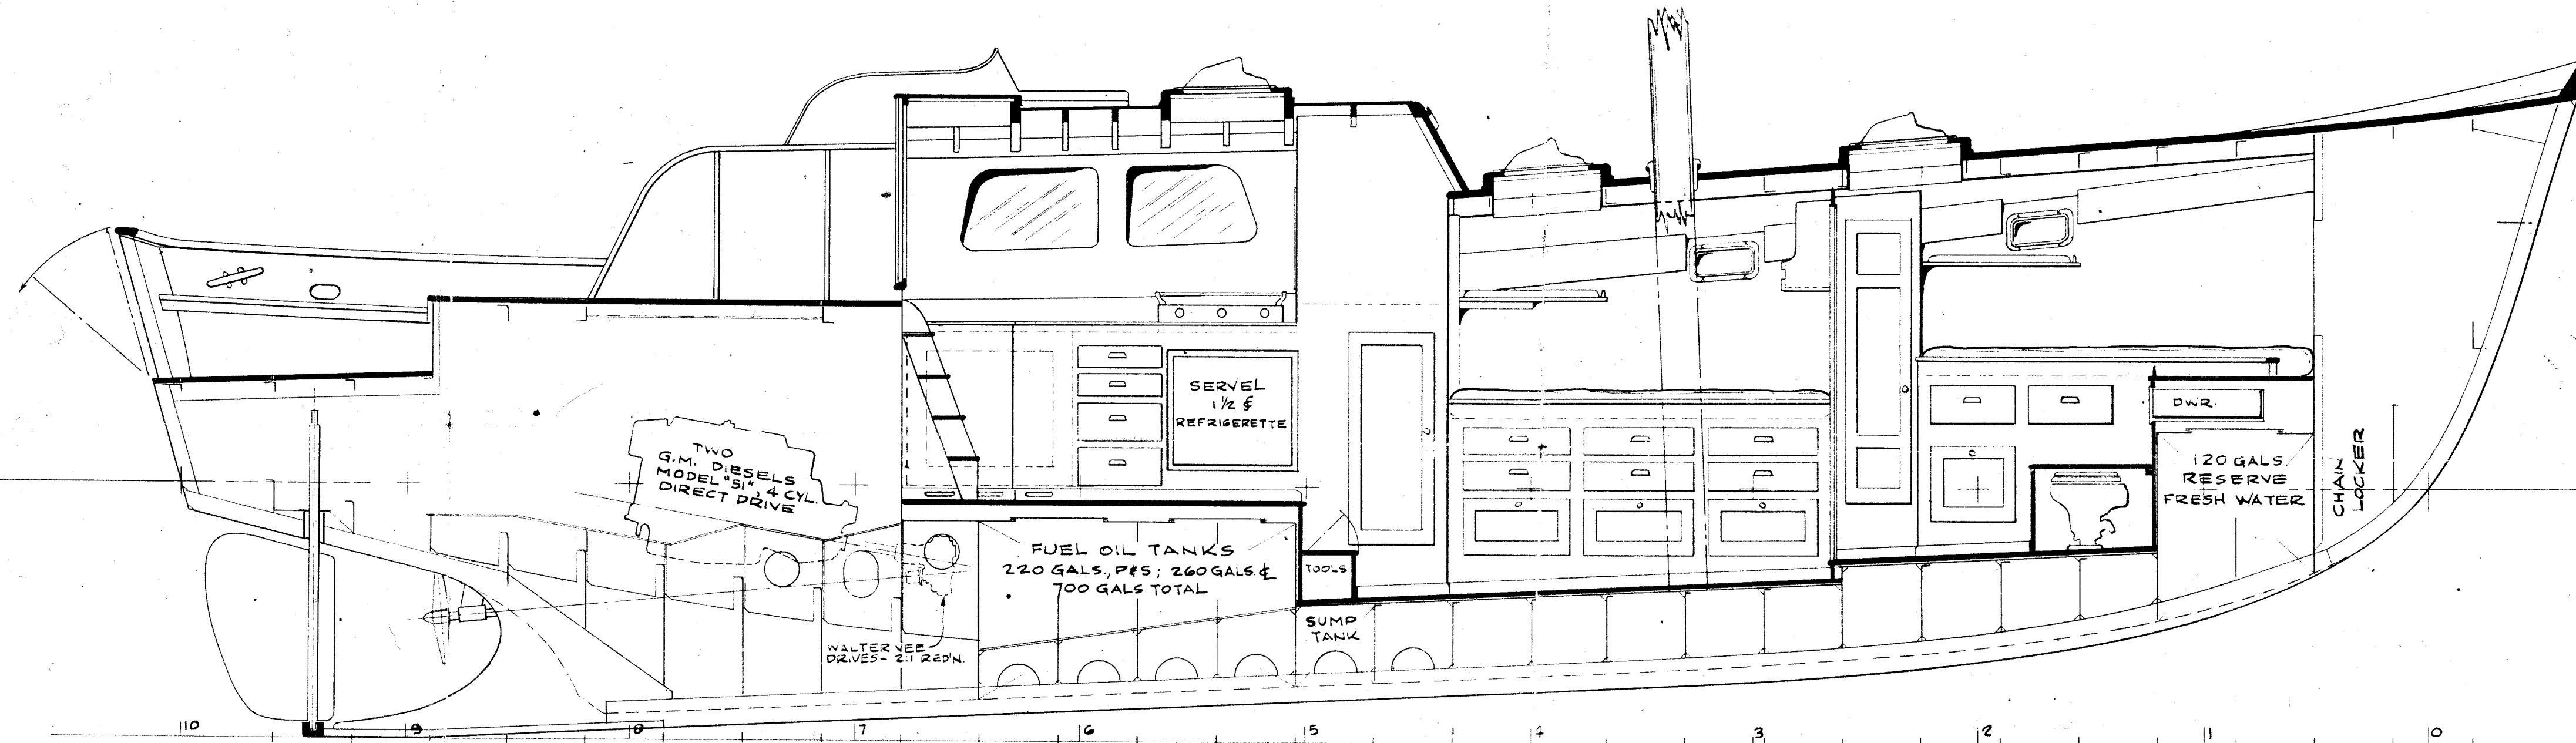 TWO
G.M. DIESELS
MODEL "51", 4 CYL.
DIRECT DRIVE
WALTER VEE
DRIVES - 2:1 RED'N.
SERVEL
1 1/2 ¢
REFRIGERETTE
FUEL OIL TANKS
220 GALS., P&S; 260 GALS. ℄
700 GALS TOTAL
TOOLS
SUMP
TANK
DWR.
120 GALS.
RESERVE
FRESH WATER
CHAIN
LOCKER
10 9 8 7 6 5 4 3 2 1 0